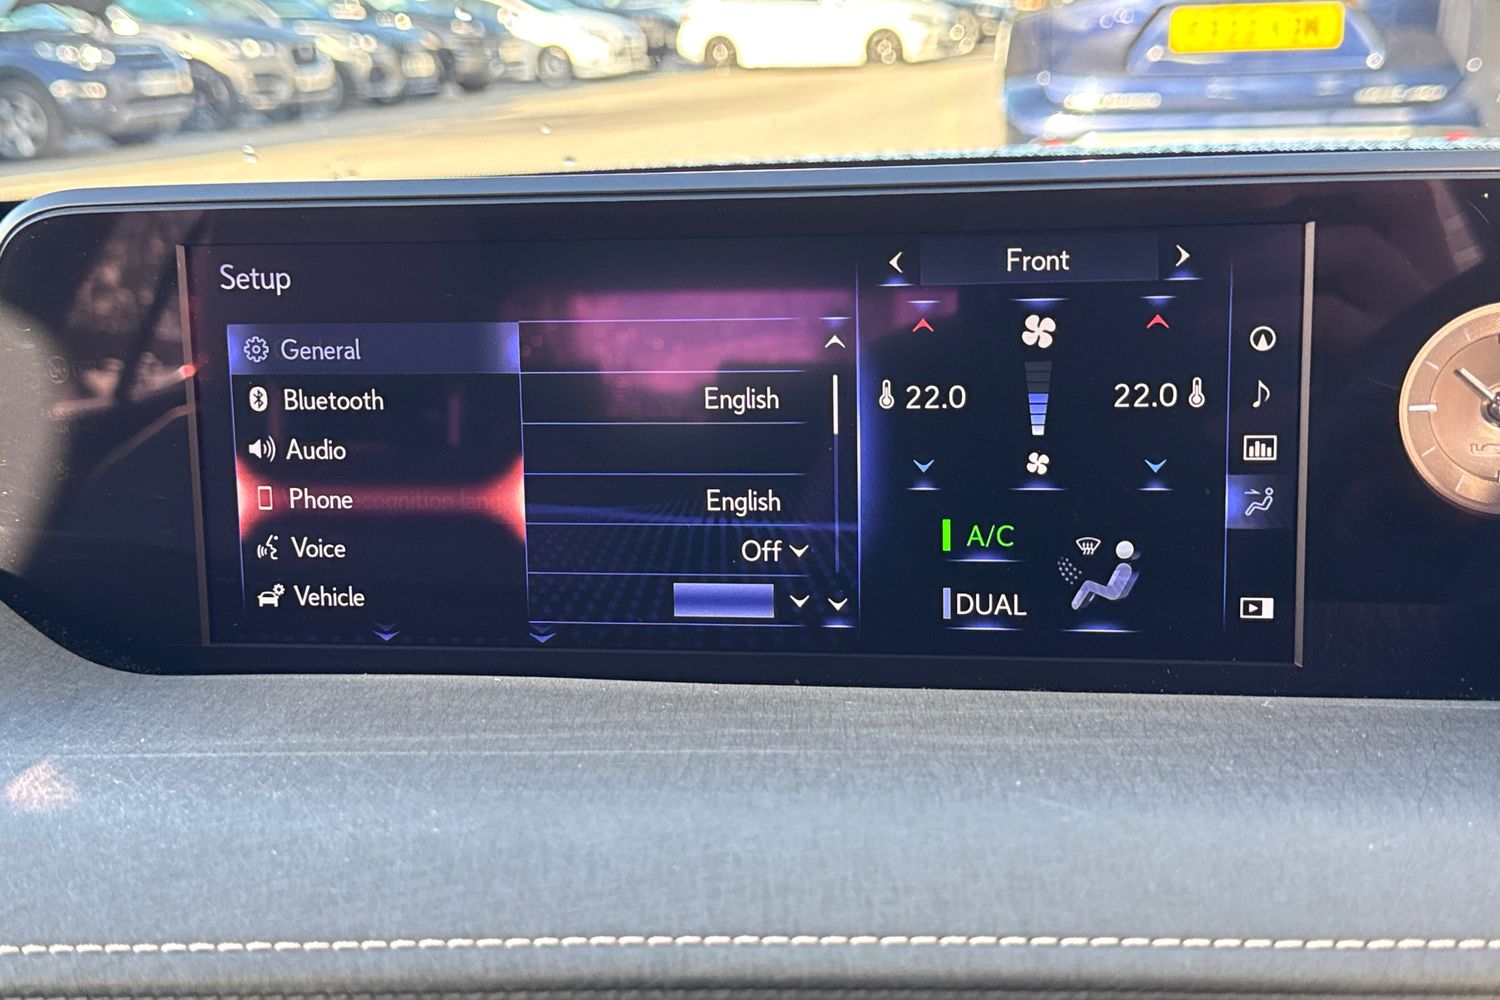 Setup
General
Bluetooth
Audio
Phone
Voice
Vehicle
English
English
Off
Front
22.0
22.0
A/C
DUAL